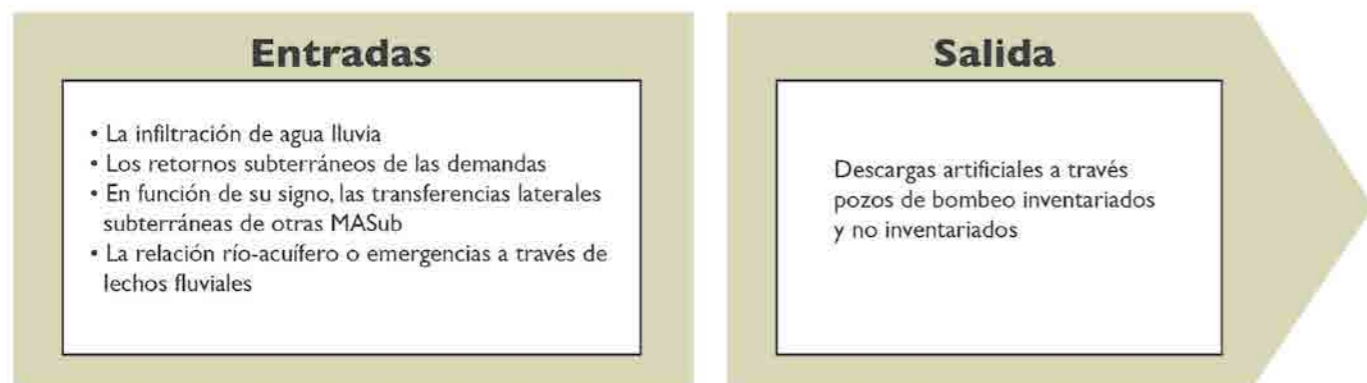 Entradas
• La infiltración de agua lluvia
• Los retornos subterráneos de las demandas
• En función de su signo, las transferencias laterales
subterráneas de otras MASub
• La relación río-acuífero o emergencias a través de
lechos fluviales
Salida
Descargas artificiales a través
pozos de bombeo inventariados
y no inventariados